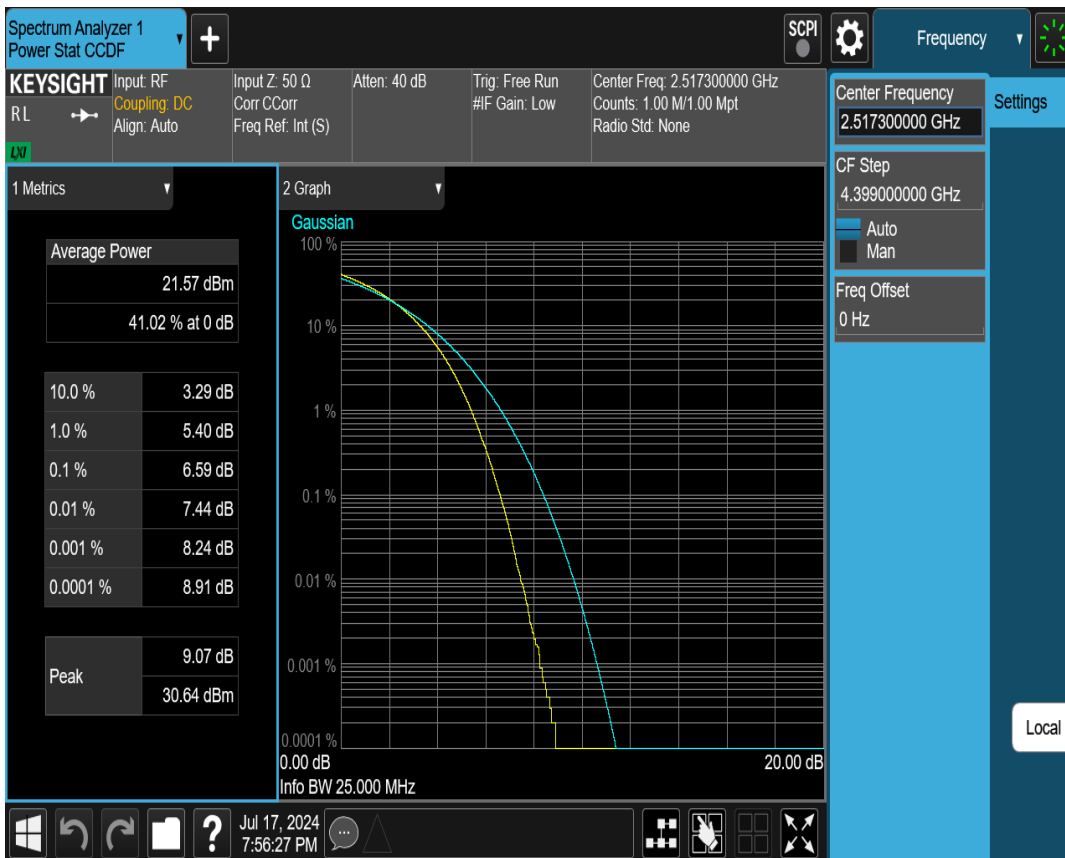 Spectrum Analyzer 1
Power Stat CCDF
+
SCPI
Frequency
KEYSIGHT
RL
LXI
Input: RF
Coupling: DC
Align: Auto
Input Z: 50 Ω
Corr CCorr
Freq Ref: Int (S)
Atten: 40 dB
Trig: Free Run
#IF Gain: Low
Center Freq: 2.517300000 GHz
Counts: 1.00 M/1.00 Mpt
Radio Std: None
Center Frequency
2.517300000 GHz
Settings
CF Step
4.399000000 GHz
Auto
Man
Freq Offset
0 Hz
Local
1 Metrics
Average Power
21.57 dBm
41.02 % at 0 dB
10.0 % 3.29 dB
1.0 % 5.40 dB
0.1 % 6.59 dB
0.01 % 7.44 dB
0.001 % 8.24 dB
0.0001 % 8.91 dB
Peak
9.07 dB
30.64 dBm
2 Graph
Gaussian
100 %
10 %
1 %
0.1 %
0.01 %
0.001 %
0.0001 %
0.00 dB 20.00 dB
Info BW 25.000 MHz
?
Jul 17, 2024
7:56:27 PM